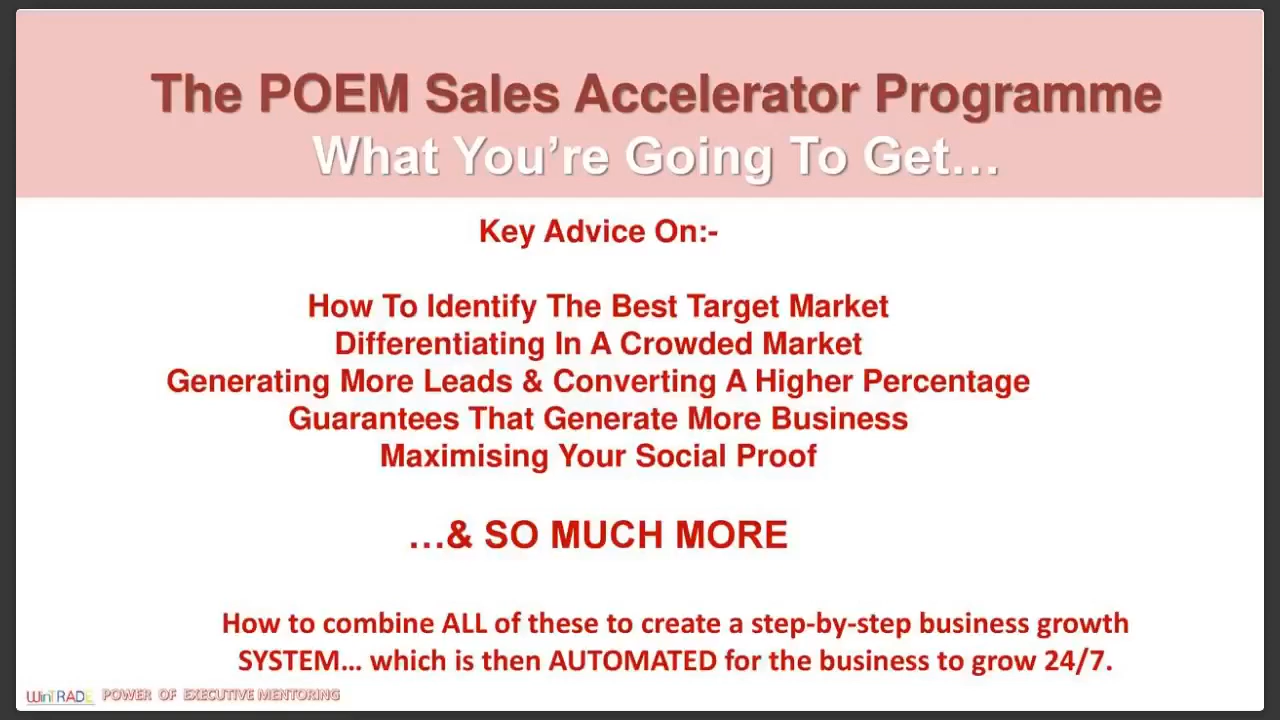 The POEM Sales Accelerator Programme
What You’re Going To Get…
Key Advice On:-
How To Identify The Best Target Market
Differentiating In A Crowded Market
Generating More Leads & Converting A Higher Percentage
Guarantees That Generate More Business
Maximising Your Social Proof
…& SO MUCH MORE
How to combine ALL of these to create a step-by-step business growth
SYSTEM… which is then AUTOMATED for the business to grow 24/7.
WinTRADE POWER OF EXECUTIVE MENTORING